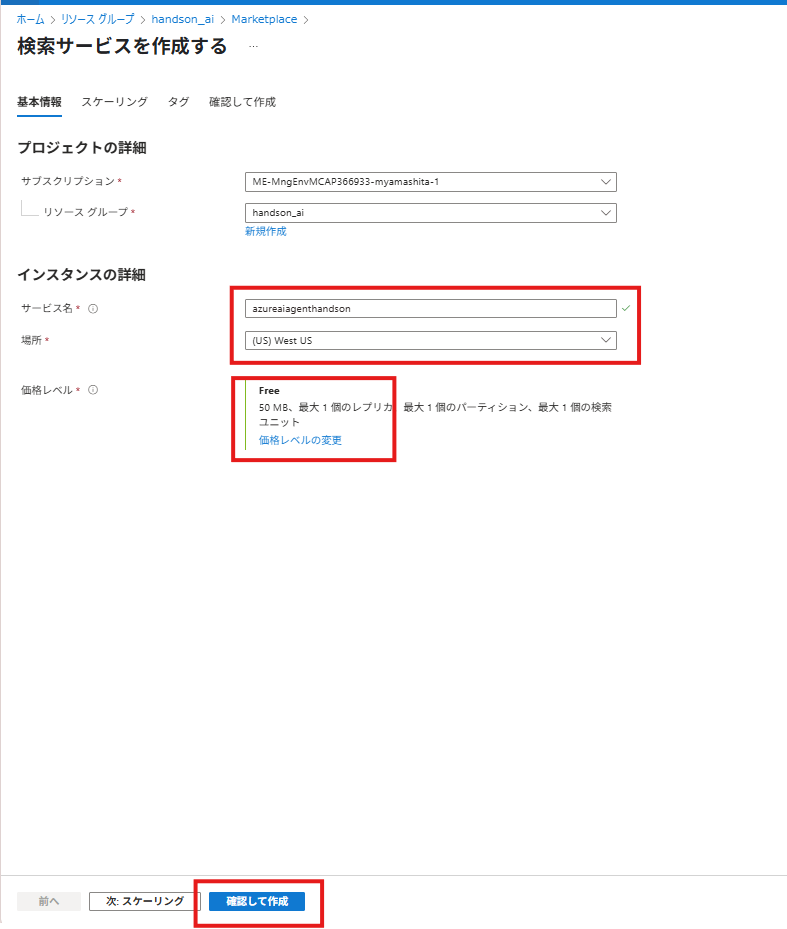 ホーム > リソース グループ > handson_ai > Marketplace >
検索サービスを作成する ...
基本情報 スケーリング タグ 確認して作成
プロジェクトの詳細
サブスクリプション * ME-MngEnvMCAP366933-myamashita-1
リソース グループ * handson_ai
新規作成
インスタンスの詳細
サービス名 * azureaiagenthandson
場所 * (US) West US
価格レベル * Free
50 MB、最大 1 個のレプリカ、最大 1 個のパーティション、最大 1 個の検索
ユニット
価格レベルの変更
前へ 次: スケーリング 確認して作成